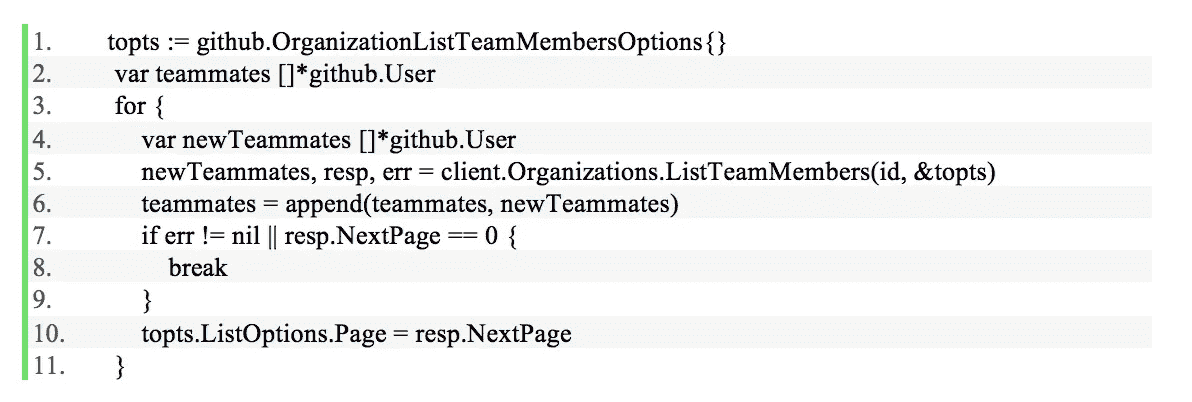 1. topts := github.OrganizationListTeamMembersOptions{}
2. var teammates []*github.User
3. for {
4. var newTeammates []*github.User
5. newTeammates, resp, err = client.Organizations.ListTeamMembers(id, &topts)
6. teammates = append(teammates, newTeammates)
7. if err != nil || resp.NextPage == 0 {
8. break
9. }
10. topts.ListOptions.Page = resp.NextPage
11. }